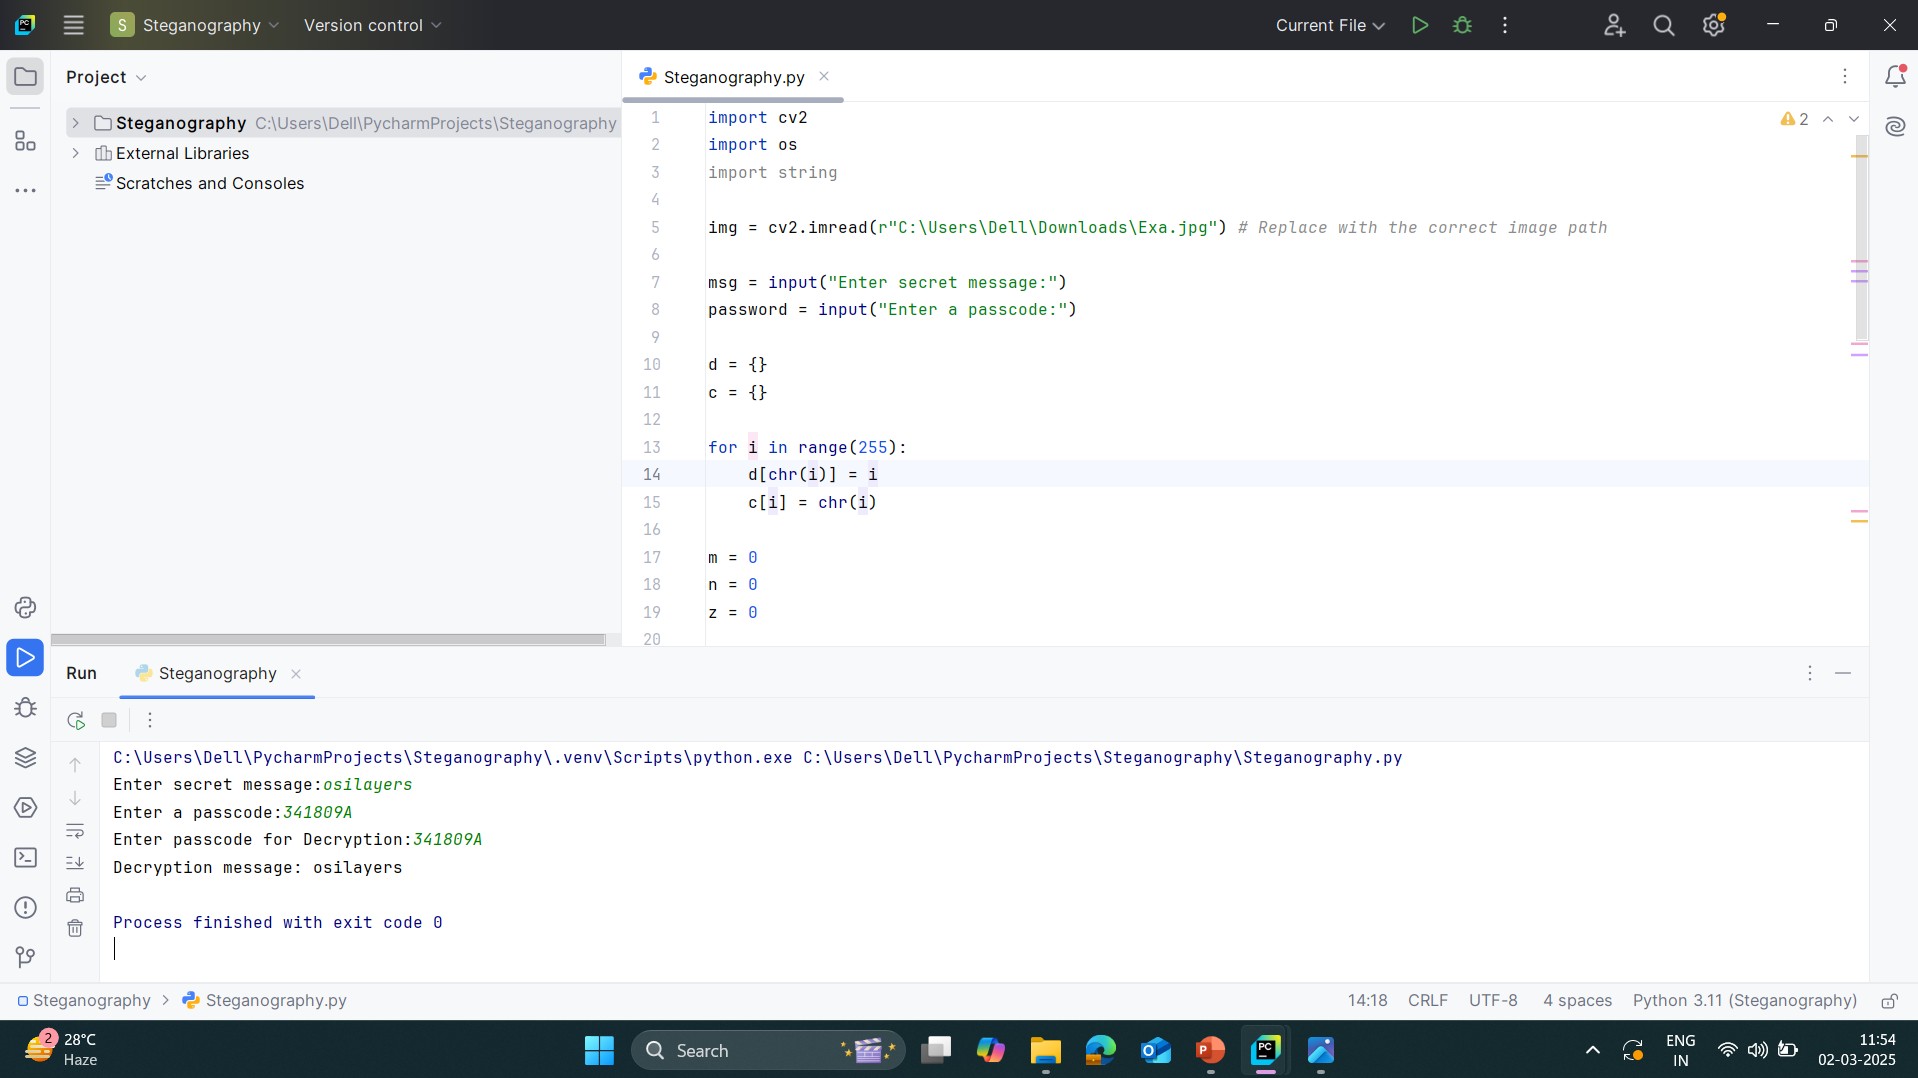 S Steganography Version control Current File
Project
Steganography.py
Steganography C:\Users\Dell\PycharmProjects\Steganography
External Libraries
Scratches and Consoles
2
1 import cv2
2 import os
3 import string
4
5 img = cv2.imread(r"C:\Users\Dell\Downloads\Exa.jpg") # Replace with the correct image path
6
7 msg = input("Enter secret message:")
8 password = input("Enter a passcode:")
9
10 d = {}
11 c = {}
12
13 for i in range(255):
14 d[chr(i)] = i
15 c[i] = chr(i)
16
17 m = 0
18 n = 0
19 z = 0
20
Run Steganography
C:\Users\Dell\PycharmProjects\Steganography\.venv\Scripts\python.exe C:\Users\Dell\PycharmProjects\Steganography\Steganography.py
Enter secret message:osilayers
Enter a passcode:341809A
Enter passcode for Decryption:341809A
Decryption message: osilayers
Process finished with exit code 0
Steganography > Steganography.py 14:18 CRLF UTF-8 4 spaces Python 3.11 (Steganography)
2 28°C
Haze
Search
ENG
IN
11:54
02-03-2025